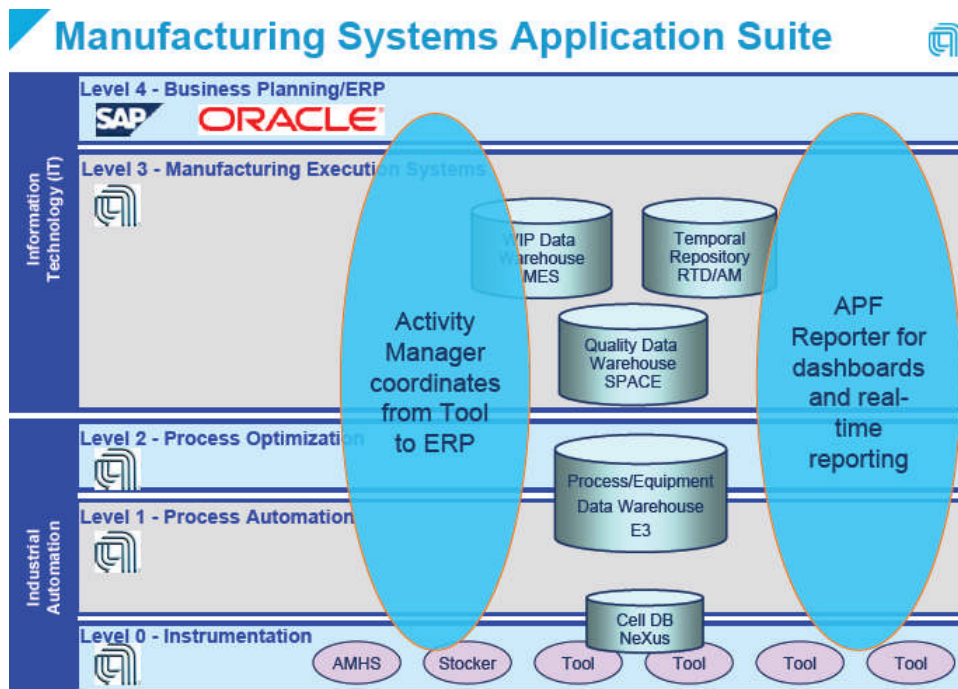 Manufacturing Systems Application Suite
Information
Technology (IT)
Industrial
Automation
Level 4 - Business Planning/ERP
SAP
ORACLE
Level 3 - Manufacturing Execution Systems
WIP Data
Warehouse
MES
Temporal
Repository
RTD/AM
Quality Data
Warehouse
SPACE
Activity
Manager
coordinates
from Tool
to ERP
APF
Reporter for
dashboards
and real-
time
reporting
Level 2 - Process Optimization
Process/Equipment
Data Warehouse
E3
Level 1 - Process Automation
Cell DB
NeXus
Level 0 - Instrumentation
AMHS
Stocker
Tool
Tool
Tool
Tool